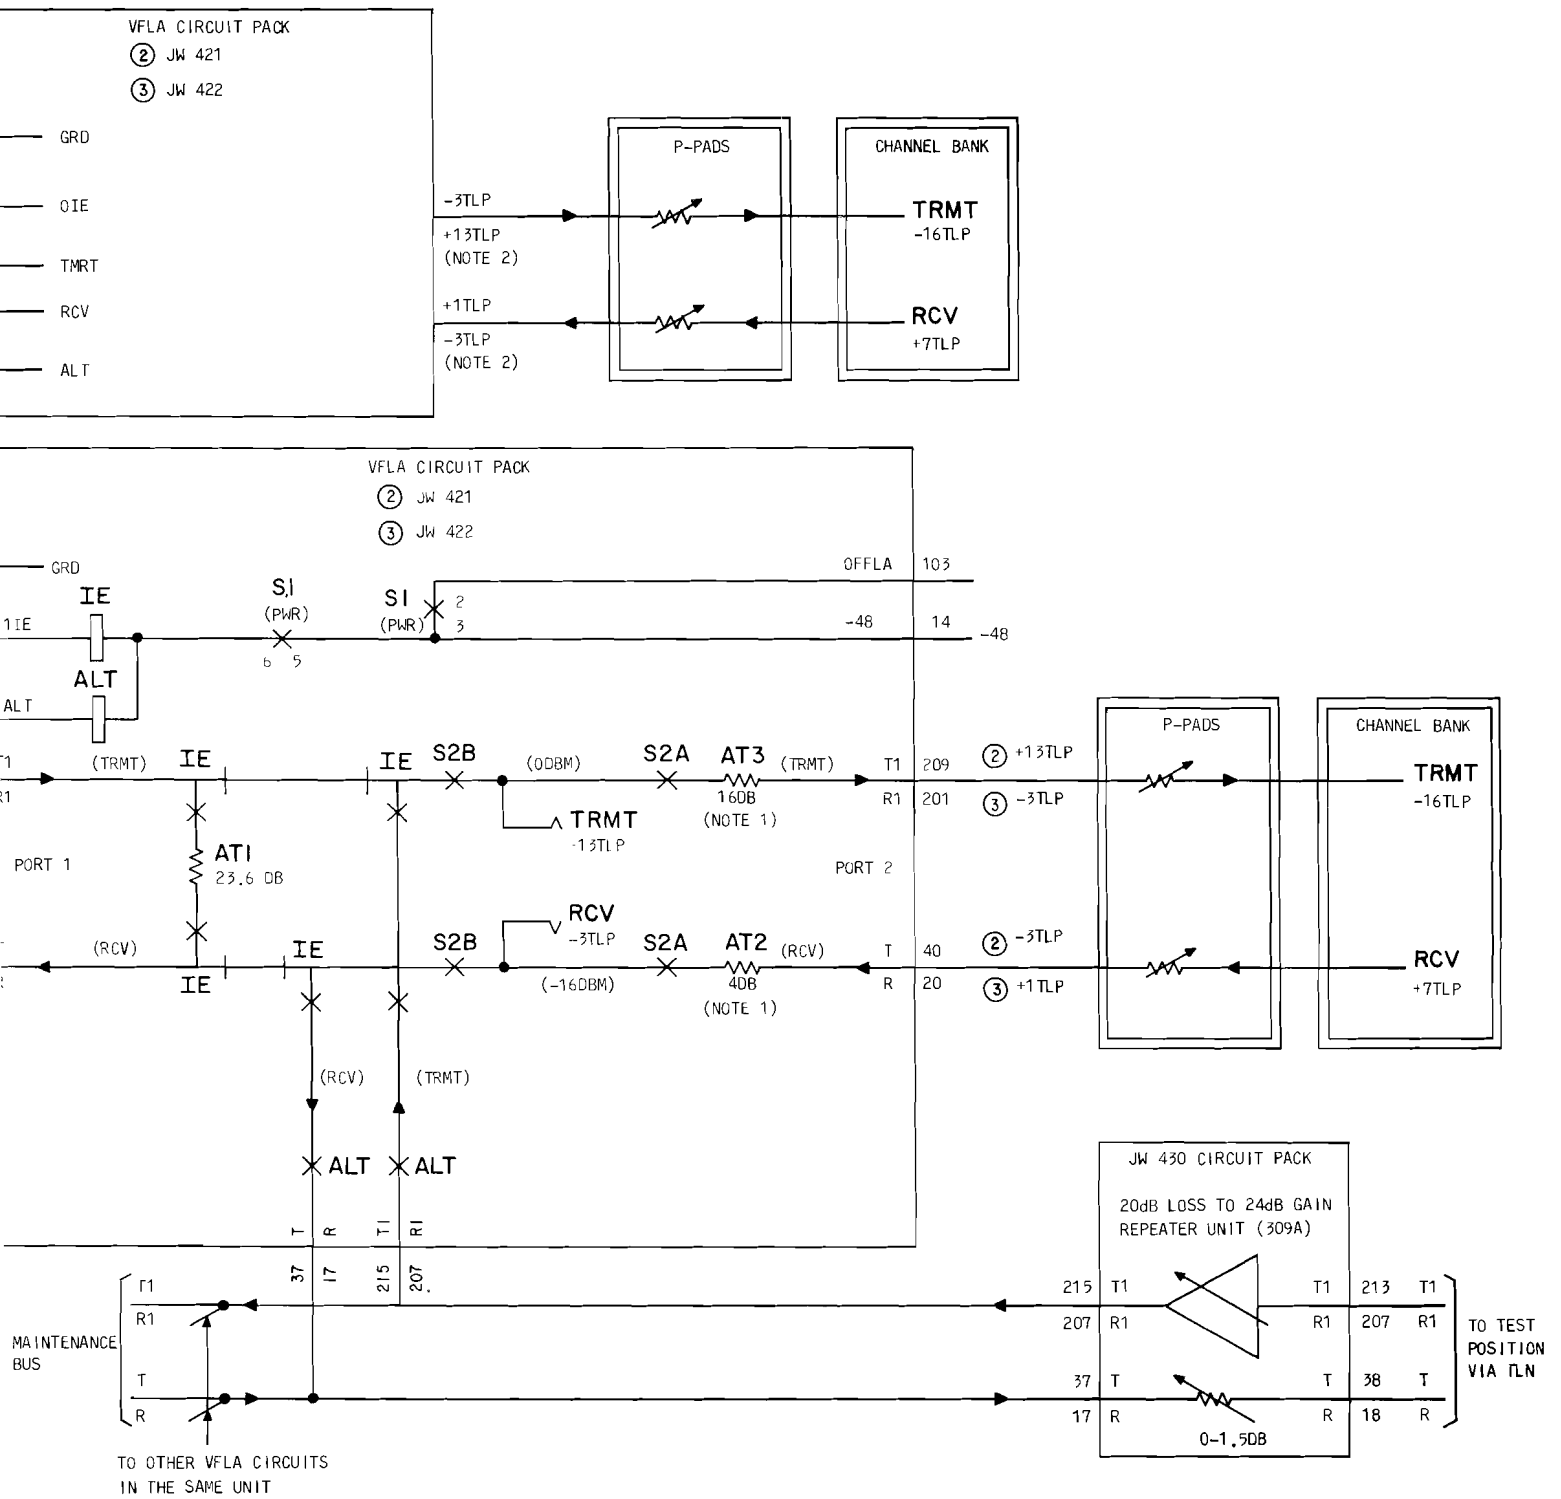 VFLA CIRCUIT PACK
2 JW 421
3 JW 422
GRD
OIE
TMRT
RCV
ALT
-3TLP
+13TLP
(NOTE 2)
+1TLP
-3TLP
(NOTE 2)
P-PADS
CHANNEL BANK
TRMT
-16TLP
RCV
+7TLP
VFLA CIRCUIT PACK
2 JW 421
3 JW 422
GRD
IE
1IE
S1
(PWR)
6 5
S1
(PWR)
2
3
OFFLA 103
-48 14 -48
ALT
ALT
T1
R1
(TRMT)
IE
IE
S2B
(0DBM)
S2A
AT3
16DB
(NOTE 1)
(TRMT)
T1 209
R1 201
2 +13TLP
3 -3TLP
P-PADS
CHANNEL BANK
TRMT
-16TLP
TRMT
-13TLP
PORT 1
AT1
23.6 DB
PORT 2
(RCV)
IE
IE
S2B
RCV
-3TLP
(-16DBM)
S2A
AT2
4DB
(NOTE 1)
(RCV)
T 40
R 20
2 -3TLP
3 +1TLP
RCV
+7TLP
(RCV)
(TRMT)
ALT
ALT
T
R
T1
R1
37
17
215
207
JW 430 CIRCUIT PACK
20dB LOSS TO 24dB GAIN
REPEATER UNIT (309A)
MAINTENANCE
BUS
T1
R1
T
R
215 T1
207 R1
T1 213 T1
R1 207 R1
37 T
17 R
T 38 T
R 18 R
0-1.5DB
TO TEST
POSITION
VIA TLN
TO OTHER VFLA CIRCUITS
IN THE SAME UNIT